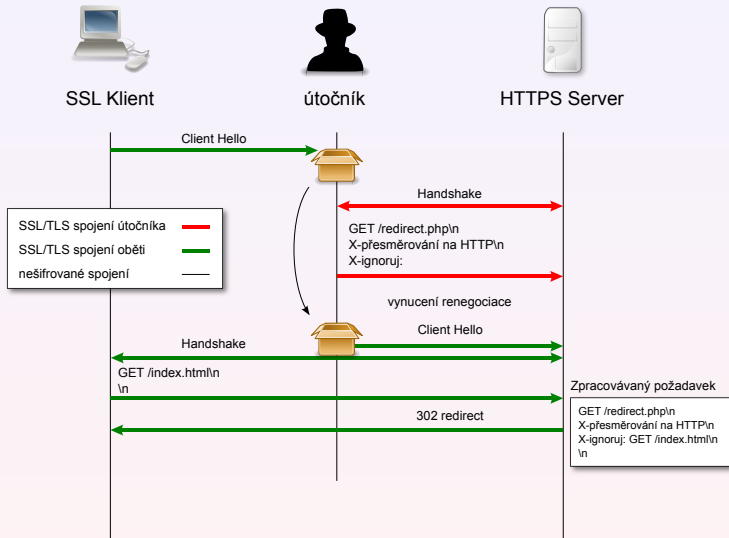 SSL Klient
útočník
HTTPS Server
Client Hello
Handshake
SSL/TLS spojení útočníka
SSL/TLS spojení oběti
nešifrované spojení
GET /redirect.php\n
X-přesměrování na HTTP\n
X-ignoruj:
vynucení renegociace
Client Hello
Handshake
GET /index.html\n
\n
Zpracovávaný požadavek
302 redirect
GET /redirect.php\n
X-přesměrování na HTTP\n
X-ignoruj: GET /index.html\n
\n